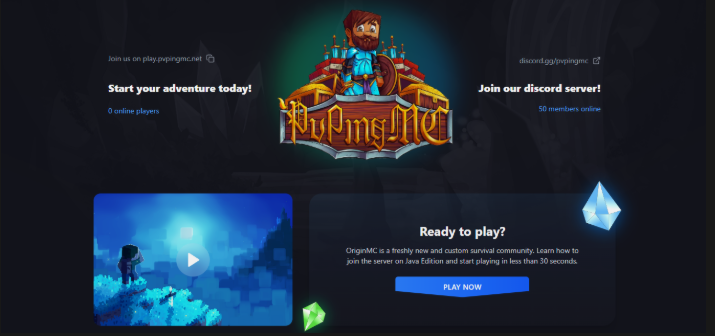 Join us on play.pvpingmc.net
Start your adventure today!
0 online players
PvPingMC
discord.gg/pvpingmc
Join our discord server!
50 members online
Ready to play?
OriginMC is a freshly new and custom survival community. Learn how to
join the server on Java Edition and start playing in less than 30 seconds.
PLAY NOW